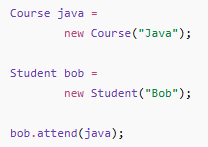 Course java =
        new Course("Java");

Student bob =
        new Student("Bob");

bob.attend(java);